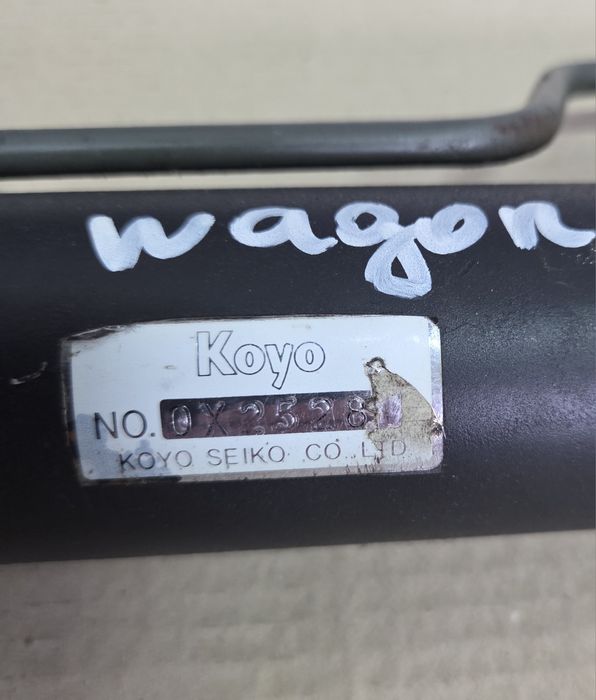 wagon
Koyo
NO. 0X2528
KOYO SEIKO CO.,LTD